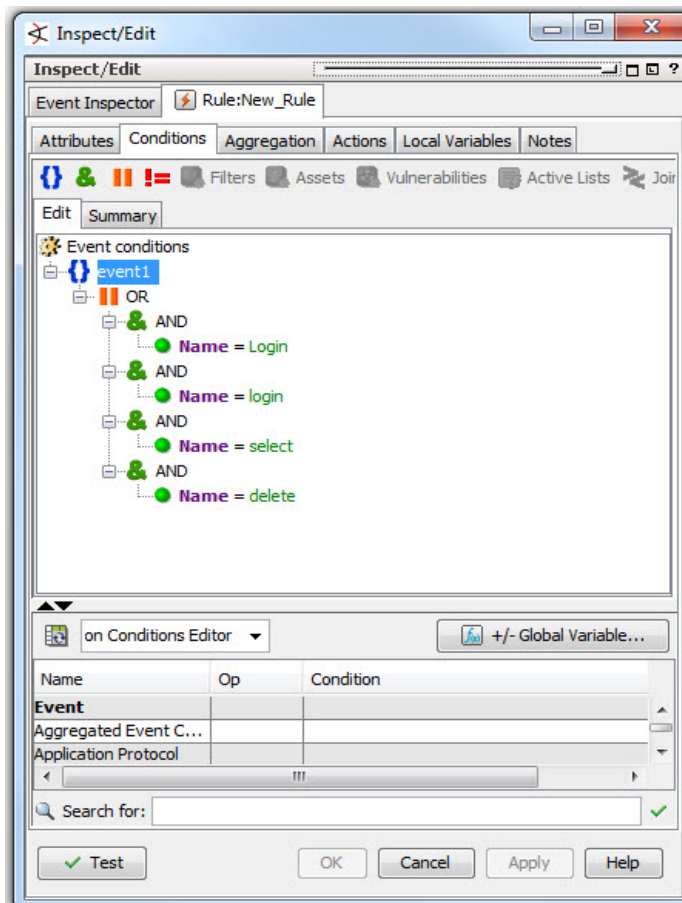 Inspect/Edit
Inspect/Edit ?
Event Inspector Rule:New_Rule
Attributes Conditions Aggregation Actions Local Variables Notes
{} & != Filters Assets Vulnerabilities Active Lists Join
Edit Summary
Event conditions
{} event1
OR
& AND
Name = Login
& AND
Name = login
& AND
Name = select
& AND
Name = delete
on Conditions Editor +/- Global Variable...
Name Op Condition
Event
Aggregated Event C...
Application Protocol
Search for:
Test OK Cancel Apply Help